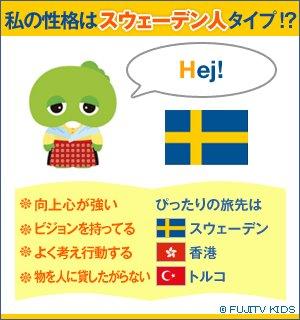 私の性格はスウェーデン人タイプ!?
Hej!
※向上心が強い
※ビジョンを持ってる
※よく考え行動する
※物を人に貸したがらない
ぴったりの旅先は
スウェーデン
香港
トルコ
© FUJITV KIDS